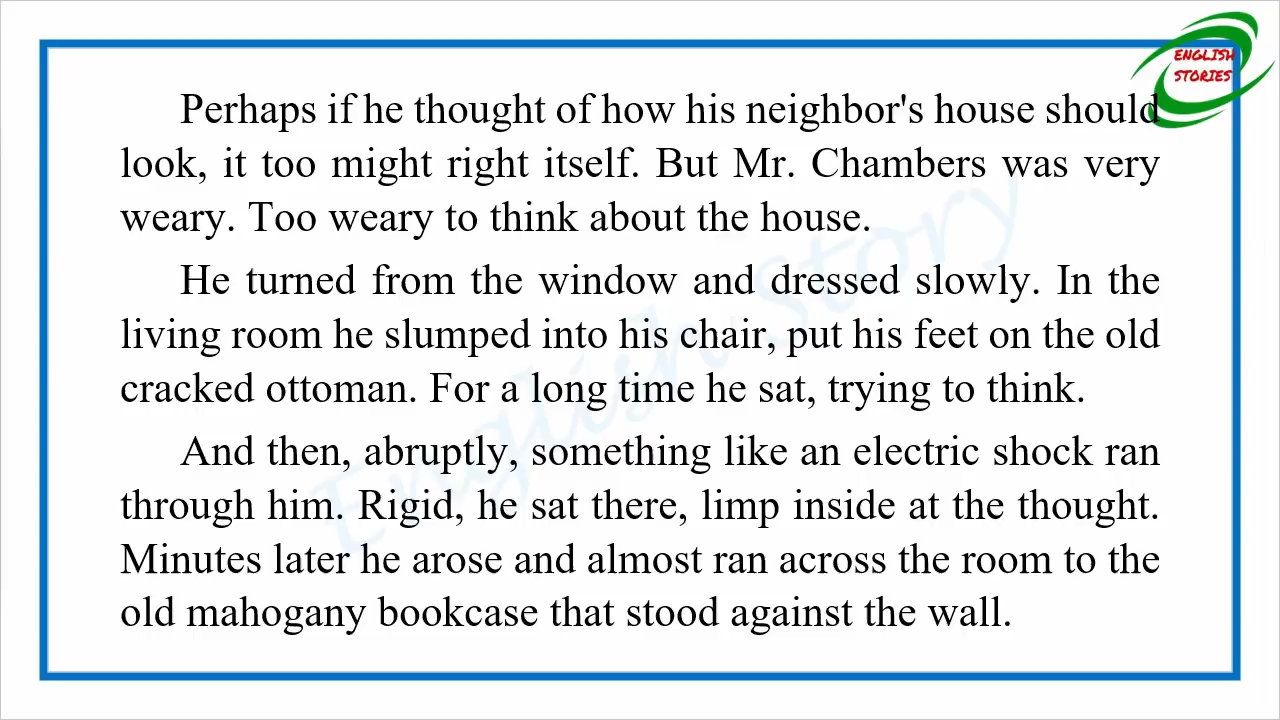 ENGLISH
STORIES
Perhaps if he thought of how his neighbor's house should
look, it too might right itself. But Mr. Chambers was very
weary. Too weary to think about the house.
He turned from the window and dressed slowly. In the
living room he slumped into his chair, put his feet on the old
cracked ottoman. For a long time he sat, trying to think.
And then, abruptly, something like an electric shock ran
through him. Rigid, he sat there, limp inside at the thought.
Minutes later he arose and almost ran across the room to the
old mahogany bookcase that stood against the wall.
English Story